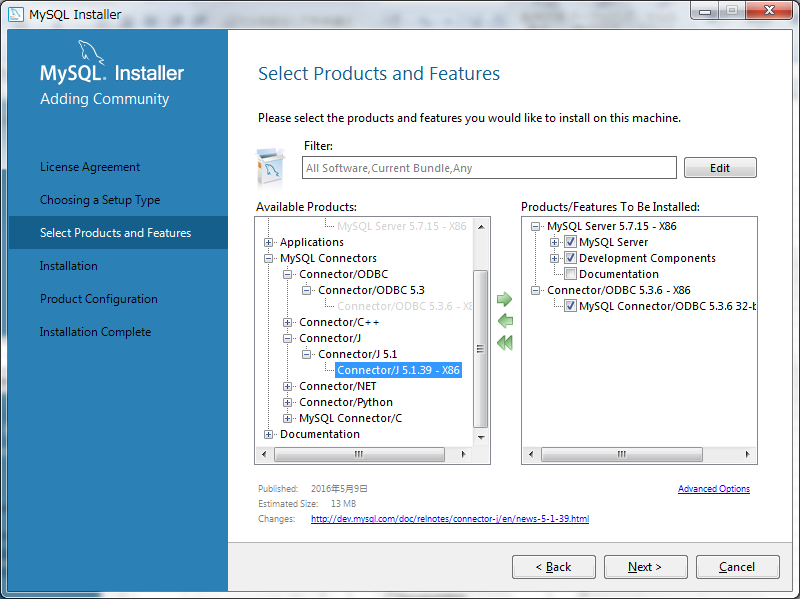 MySQL Installer
MySQL. Installer
Adding Community
License Agreement
Choosing a Setup Type
Select Products and Features
Installation
Product Configuration
Installation Complete
Select Products and Features
Please select the products and features you would like to install on this machine.
Filter:
All Software,Current Bundle,Any
Edit
Available Products:
MySQL Server 5.7.15 - X86
Applications
MySQL Connectors
Connector/ODBC
Connector/ODBC 5.3
Connector/ODBC 5.3.6 - X8
Connector/C++
Connector/J
Connector/J 5.1
Connector/J 5.1.39 - X86
Connector/NET
Connector/Python
MySQL Connector/C
Documentation
Products/Features To Be Installed:
MySQL Server 5.7.15 - X86
MySQL Server
Development Components
Documentation
Connector/ODBC 5.3.6 - X86
MySQL Connector/ODBC 5.3.6 32-b
Published: 2016年5月9日
Estimated Size: 13 MB
Changes: http://dev.mysql.com/doc/relnotes/connector-j/en/news-5-1-39.html
Advanced Options
< Back
Next >
Cancel